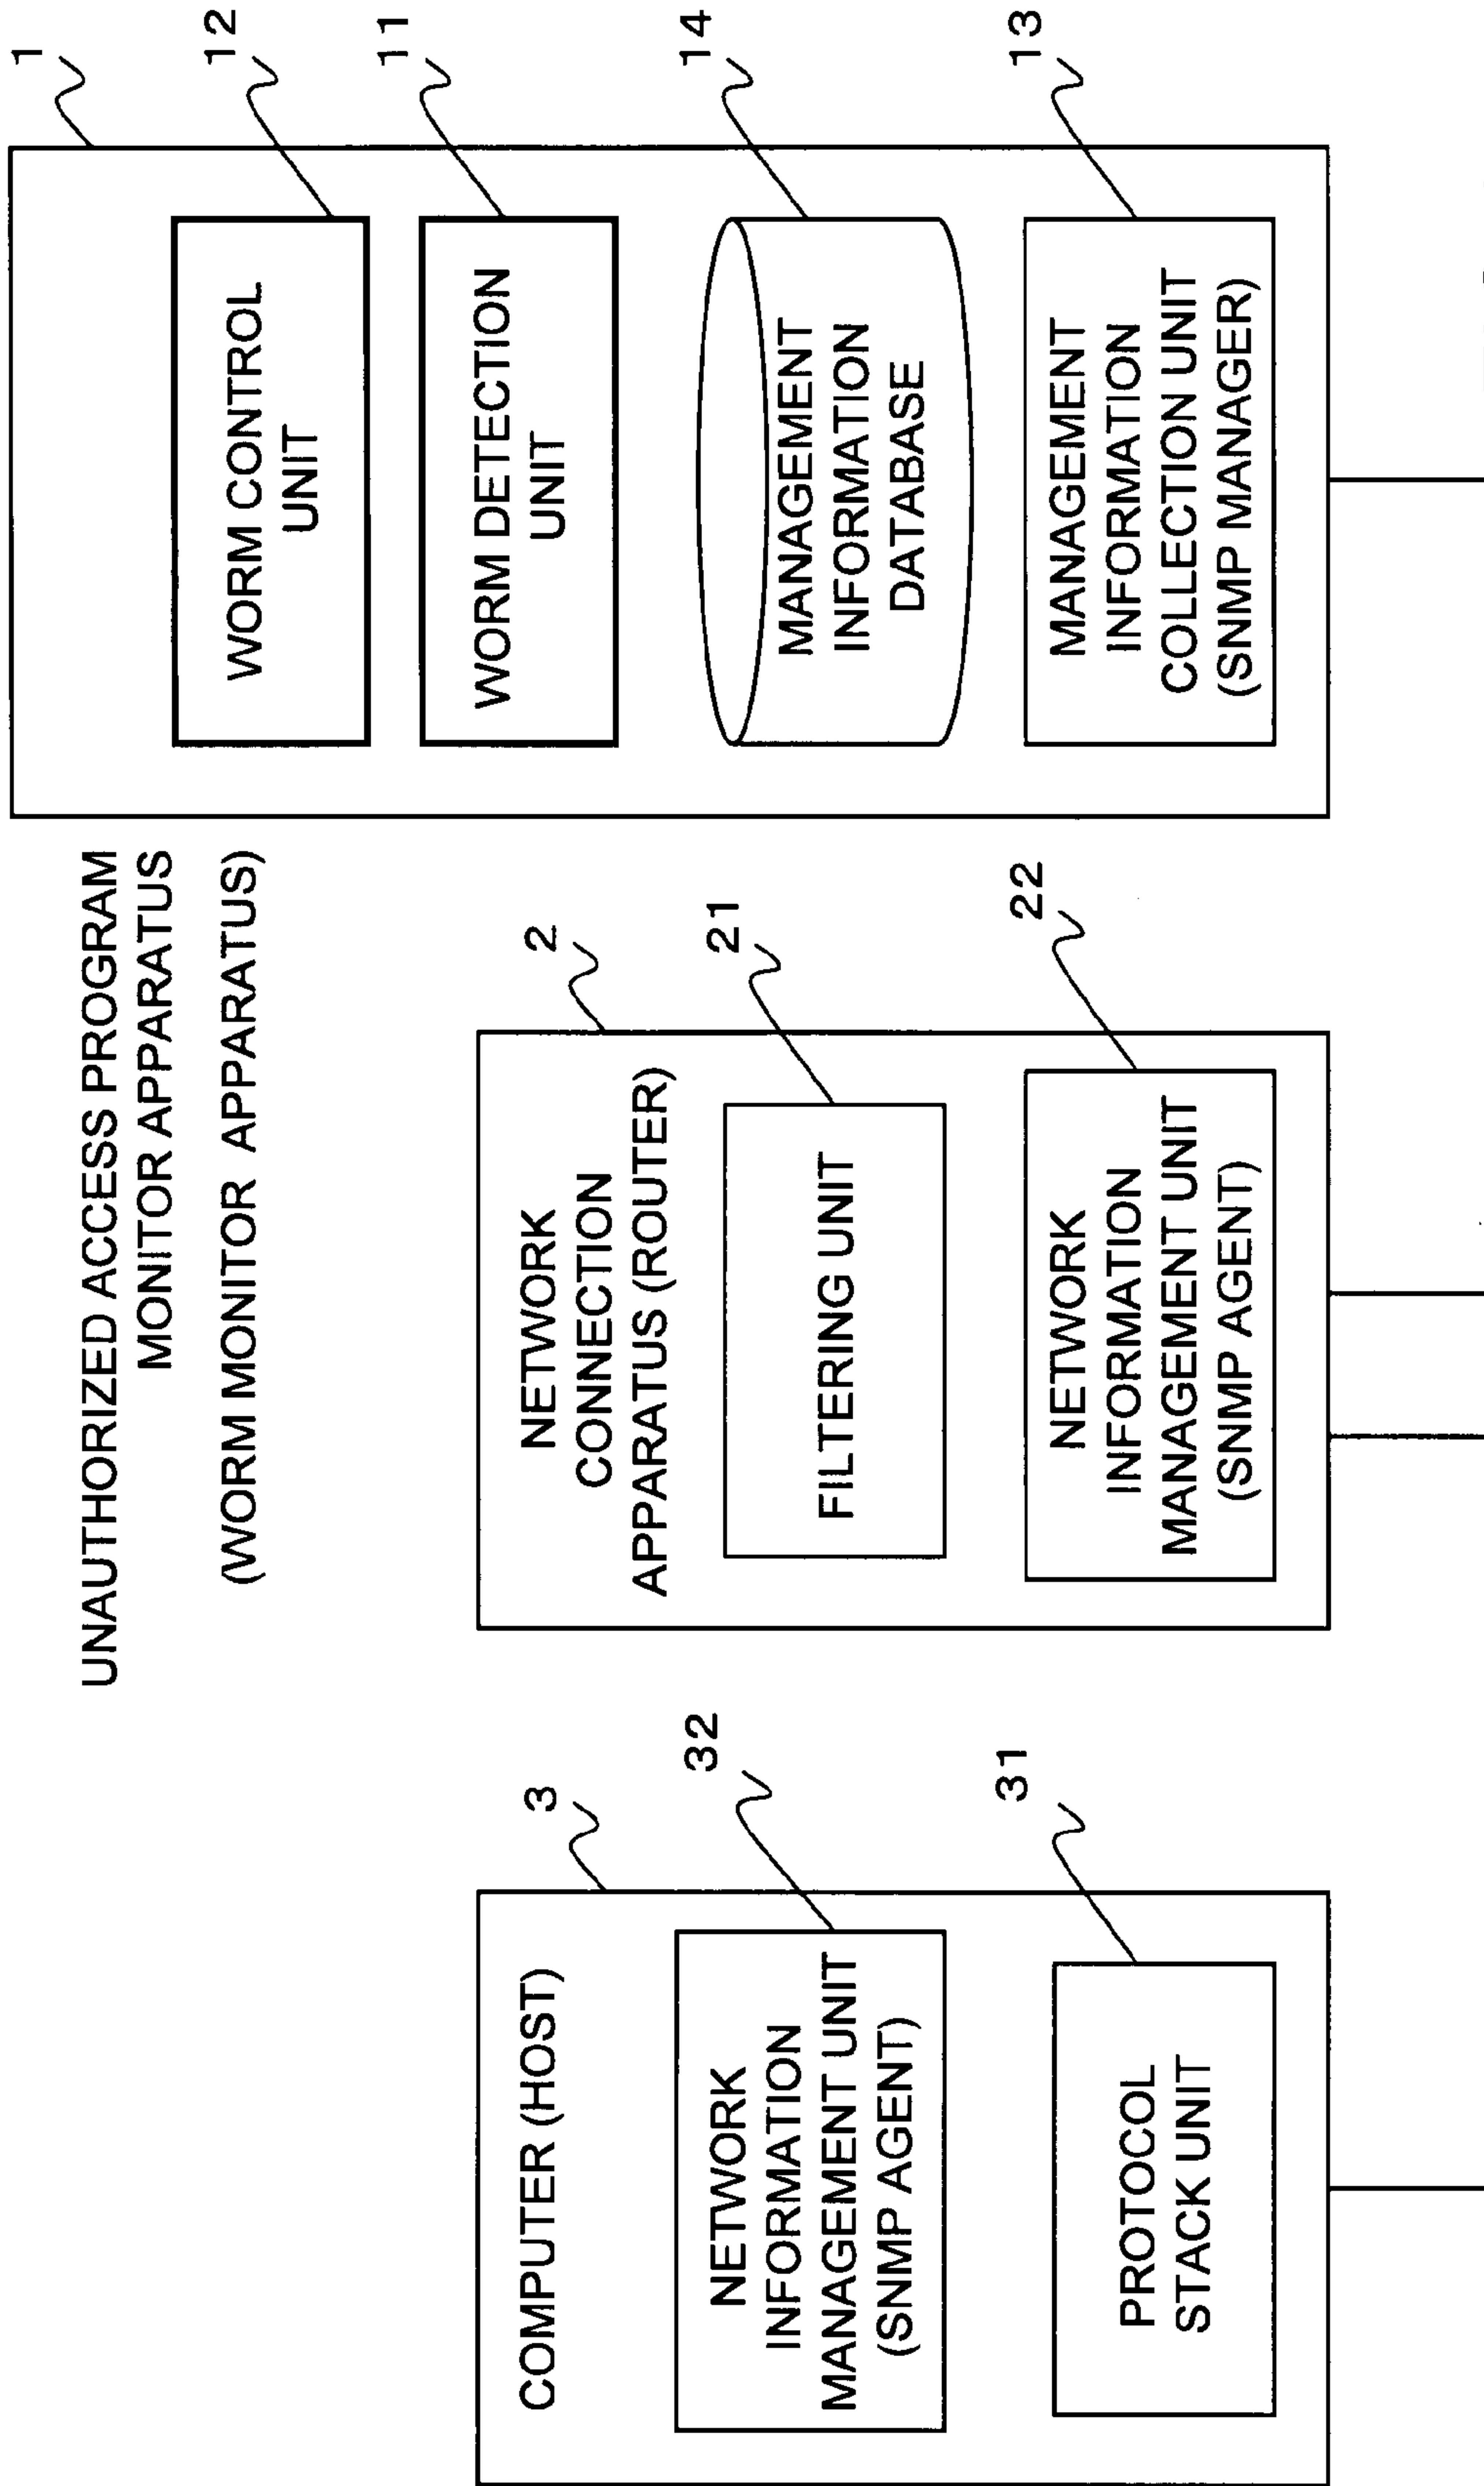 UNAUTHORIZED ACCESS PROGRAM
MONITOR APPARATUS
(WORM MONITOR APPARATUS)
1
WORM CONTROL
UNIT
12
WORM DETECTION
UNIT
11
MANAGEMENT
INFORMATION
DATABASE
14
MANAGEMENT
INFORMATION
COLLECTION UNIT
(SNMP MANAGER)
13
COMPUTER (HOST)
3
NETWORK
INFORMATION
MANAGEMENT UNIT
(SNMP AGENT)
32
PROTOCOL
STACK UNIT
31
NETWORK
CONNECTION
APPARATUS (ROUTER)
2
FILTERING UNIT
21
NETWORK
INFORMATION
MANAGEMENT UNIT
(SNMP AGENT)
22